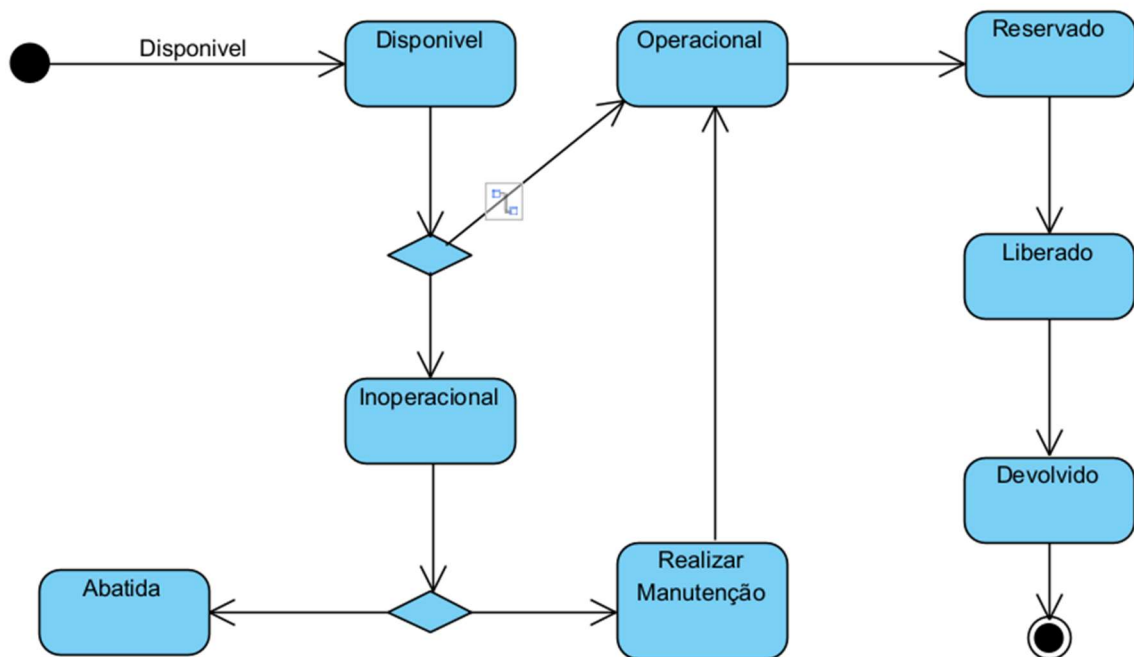 Disponivel
Disponivel
Operacional
Reservado
Liberado
Inoperacional
Devolvido
Abatida
Realizar
Manutenção